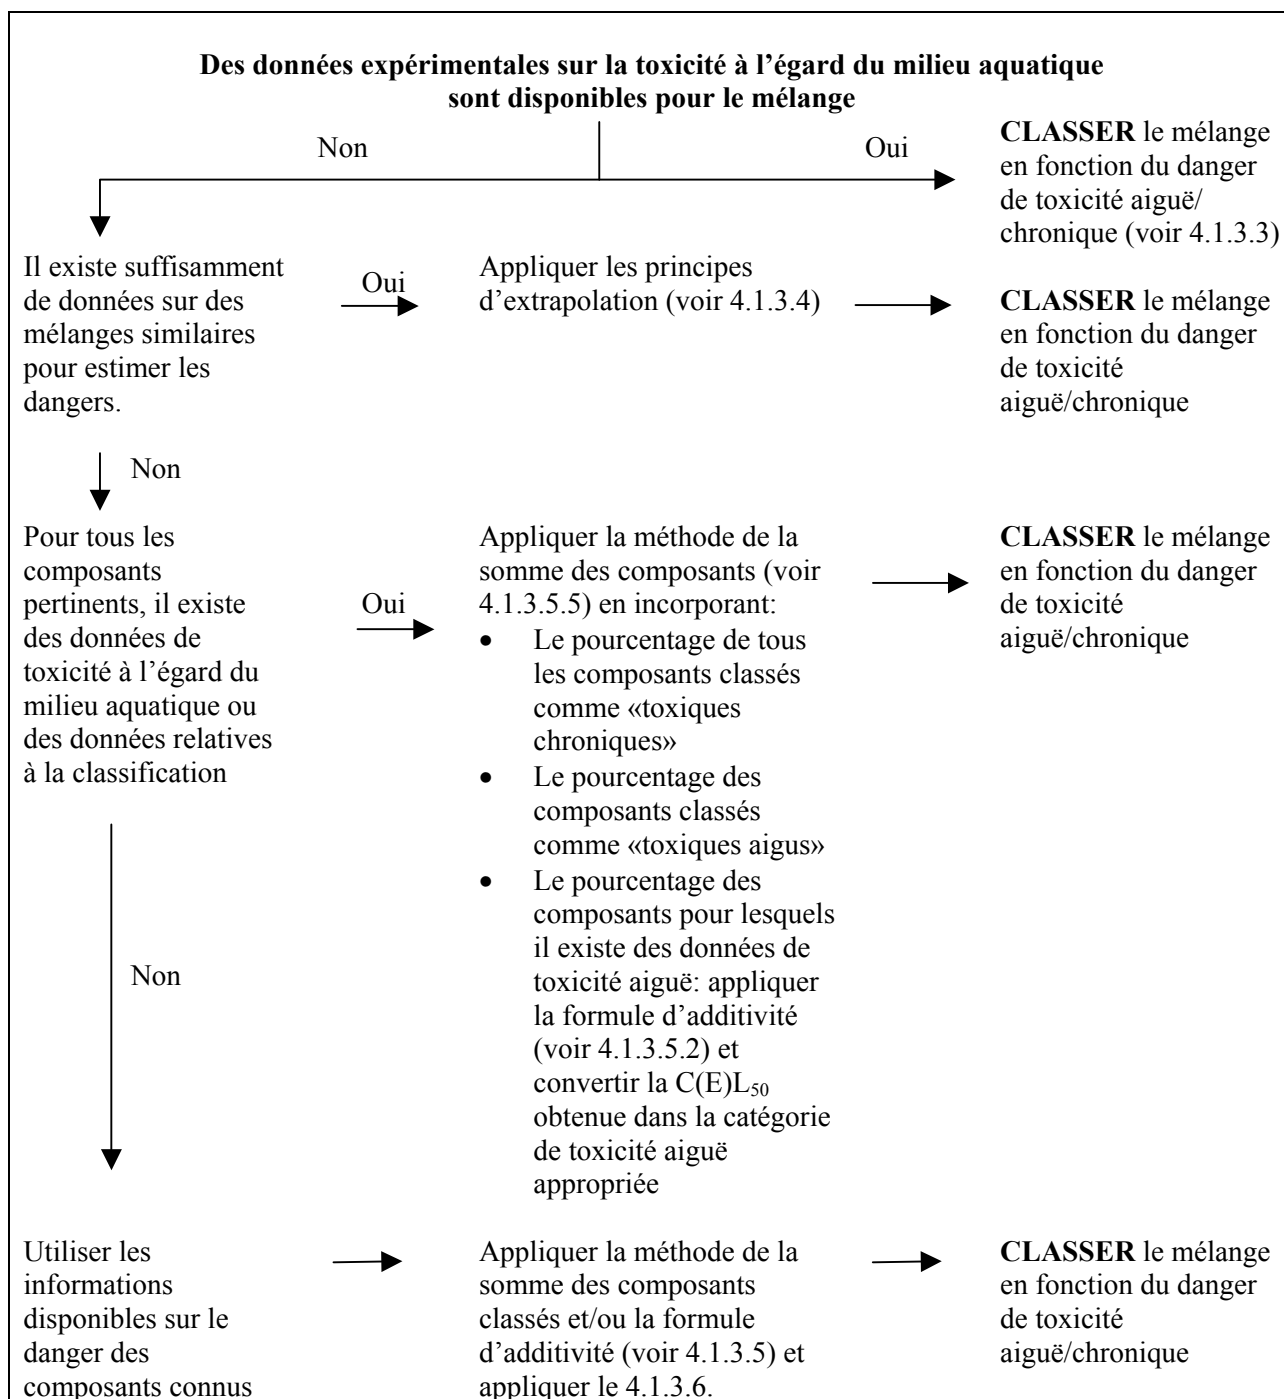 Des données expérimentales sur la toxicité à l’égard du milieu aquatique
sont disponibles pour le mélange
Non
Oui
CLASSER le mélange
en fonction du danger
de toxicité aiguë/
chronique (voir 4.1.3.3)
Il existe suffisamment
de données sur des
mélanges similaires
pour estimer les
dangers.
Oui
Appliquer les principes
d’extrapolation (voir 4.1.3.4)
CLASSER le mélange
en fonction du danger
de toxicité
aiguë/chronique
Non
Pour tous les
composants
pertinents, il existe
des données de
toxicité à l’égard du
milieu aquatique ou
des données relatives
à la classification
Oui
Appliquer la méthode de la
somme des composants (voir
4.1.3.5.5) en incorporant:
• Le pourcentage de tous
les composants classés
comme «toxiques
chroniques»
• Le pourcentage des
composants classés
comme «toxiques aigus»
• Le pourcentage des
composants pour lesquels
il existe des données de
toxicité aiguë: appliquer
la formule d’additivité
(voir 4.1.3.5.2) et
convertir la C(E)L50
obtenue dans la catégorie
de toxicité aiguë
appropriée
CLASSER le mélange
en fonction du danger
de toxicité
aiguë/chronique
Non
Utiliser les
informations
disponibles sur le
danger des
composants connus
Appliquer la méthode de la
somme des composants
classés et/ou la formule
d’additivité (voir 4.1.3.5) et
appliquer le 4.1.3.6.
CLASSER le mélange
en fonction du danger
de toxicité
aiguë/chronique